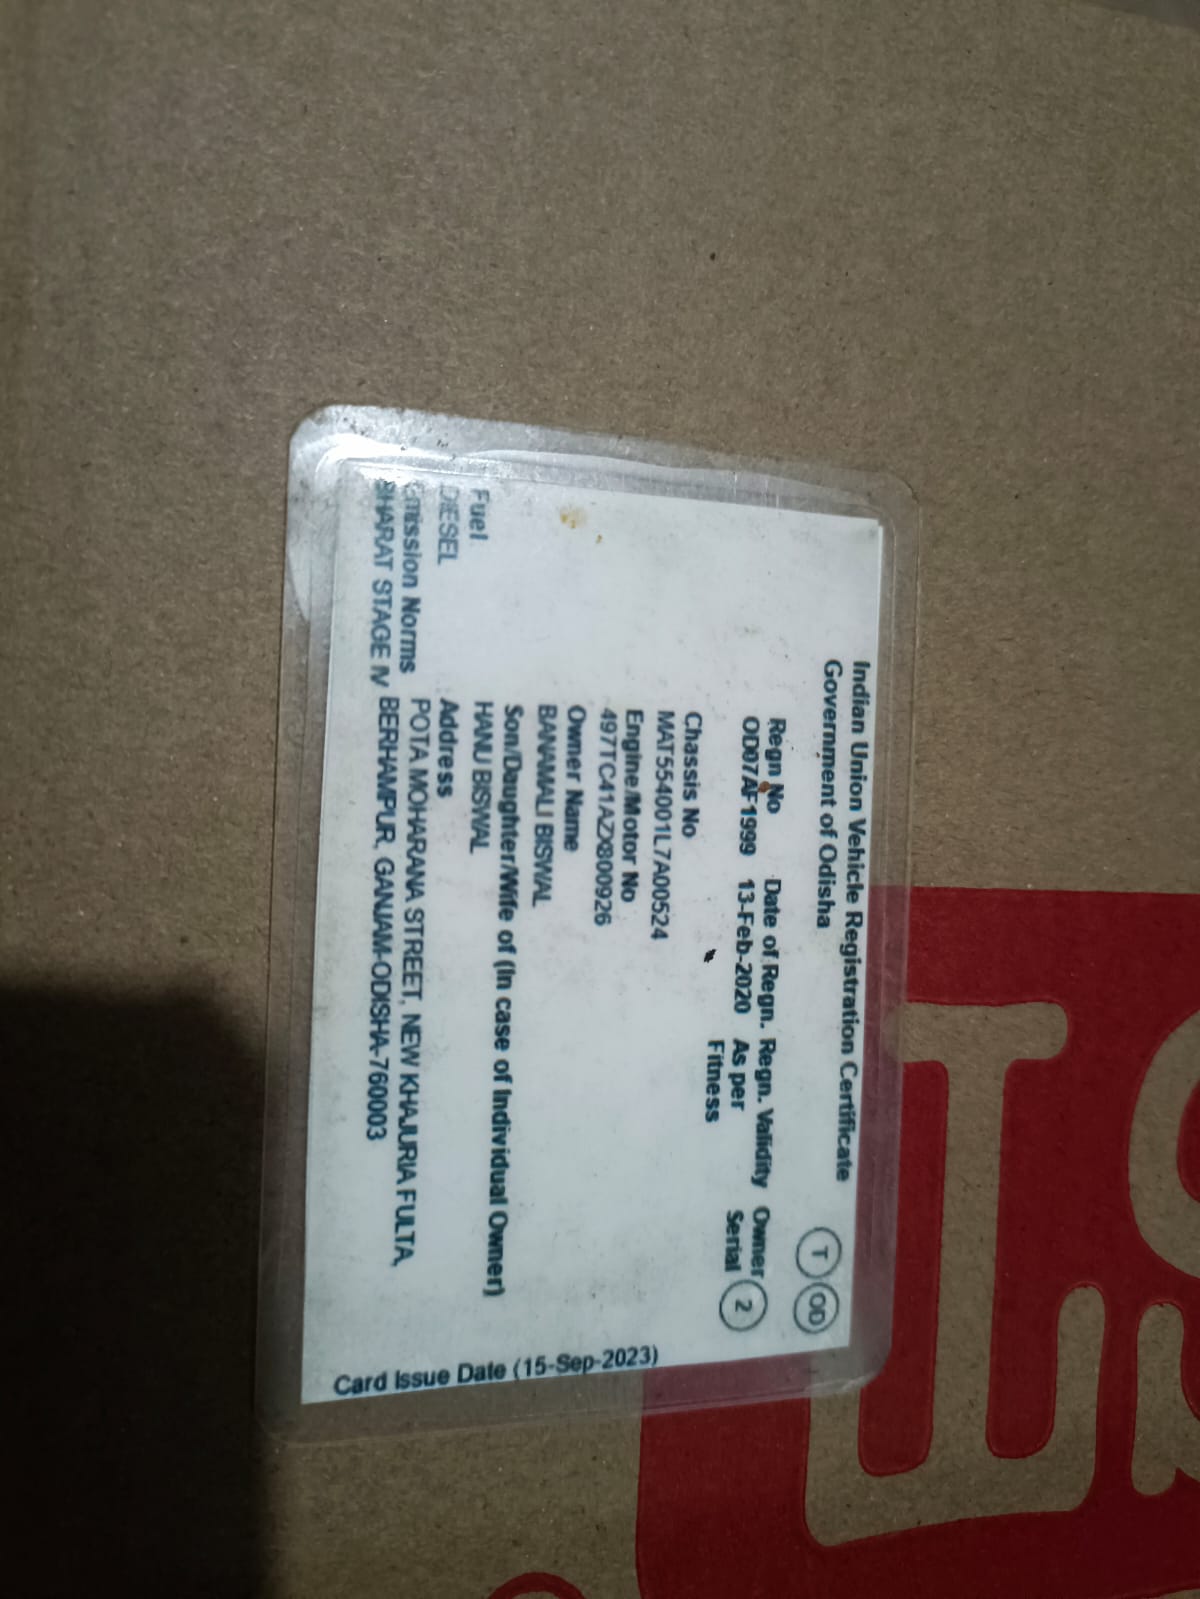 Indian Union Vehicle Registration Certificate
Government of Odisha
T OD
Regn No Date of Regn. Regn. Validity Owner
OD07AF1999 13-Feb-2020 As per Serial 2
Fitness
Chassis No
MAT554001L7A00524
Engine/Motor No
497TC41AZX800926
Owner Name
BANAMALI BISWAL
Son/Daughter/Wife of (In case of Individual Owner)
Fuel HANU BISWAL
DIESEL Address
Emission Norms POTA MOHARANA STREET, NEW KHAJURIA FULTA,
BHARAT STAGE IV BERHAMPUR, GANJAM-ODISHA-760003
Card Issue Date (15-Sep-2023)